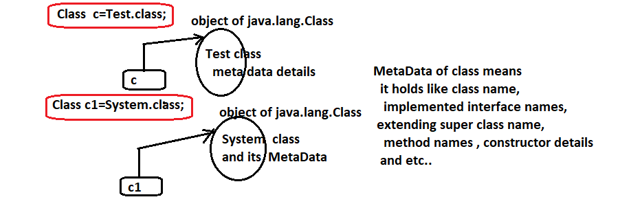 Class c=Test.class;
object of java.lang.Class
Test class
meta data details
c
Class c1=System.class;
object of java.lang.Class
System class
and its MetaData
c1
MetaData of class means
it holds like class name,
implemented interface names,
extending super class name,
method names , constructor details
and etc..